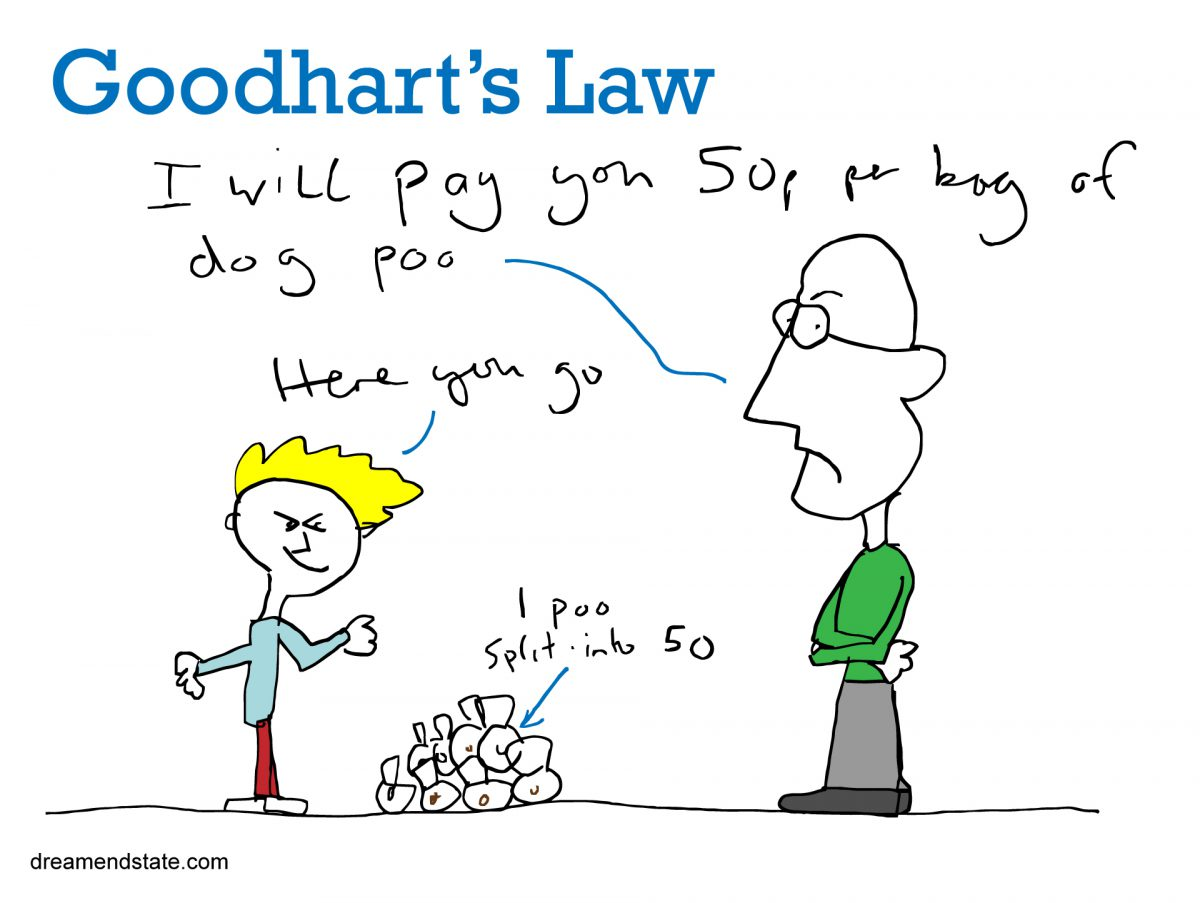 Goodhart's Law
I will pay you 50p per bag of
dog poo
Here you go
1 poo
split into 50
dreamendstate.com